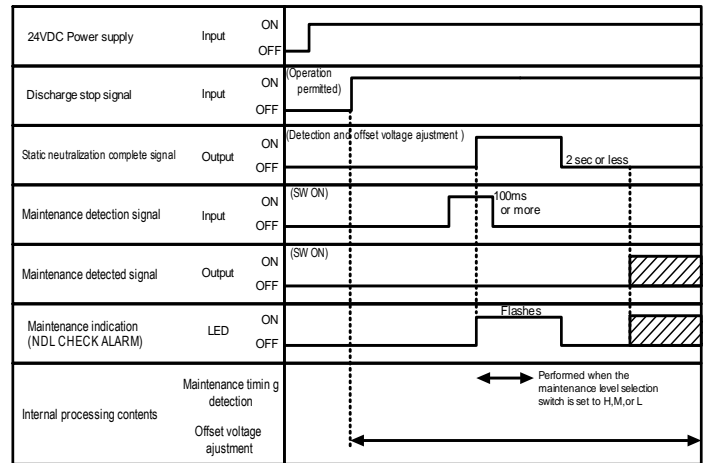 24VDC Power supply Input ON
OFF
Discharge stop signal Input ON
OFF
(Operation
permitted)
Static neutralization complete signal Output ON
OFF
(Detection and offset voltage ajustment )
2 sec or less
Maintenance detection signal Input ON
OFF
(SW ON)
100ms
or more
Maintenance detected signal Output ON
OFF
(SW ON)
Maintenance indication
(NDL CHECK ALARM)
LED ON
OFF
Flashes
Internal processing contents
Maintenance timin g
detection
Offset voltage
ajustment
Performed when the
maintenance level selection
switch is set to H,M,or L